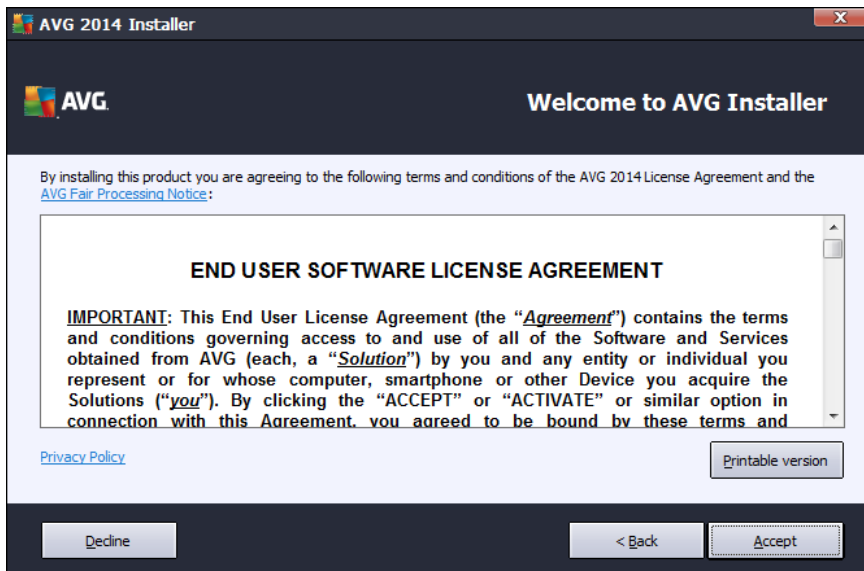 AVG 2014 Installer
AVG.
Welcome to AVG Installer
By installing this product you are agreeing to the following terms and conditions of the AVG 2014 License Agreement and the
AVG Fair Processing Notice:
END USER SOFTWARE LICENSE AGREEMENT
IMPORTANT: This End User License Agreement (the “Agreement”) contains the terms
and conditions governing access to and use of all of the Software and Services
obtained from AVG (each, a “Solution”) by you and any entity or individual you
represent or for whose computer, smartphone or other Device you acquire the
Solutions (“you”). By clicking the “ACCEPT” or “ACTIVATE” or similar option in
connection with this Agreement, you agreed to be bound by these terms and
Privacy Policy
Printable version
Decline
< Back
Accept